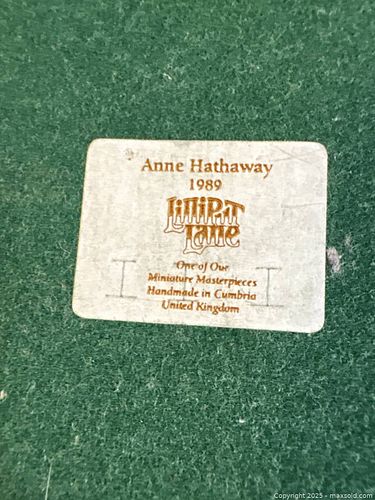 Anne Hathaway
1989
LILLIPUT
LANE
One of Our
Miniature Masterpieces
Handmade in Cumbria
United Kingdom
Copyright 2025 - maxsold.com